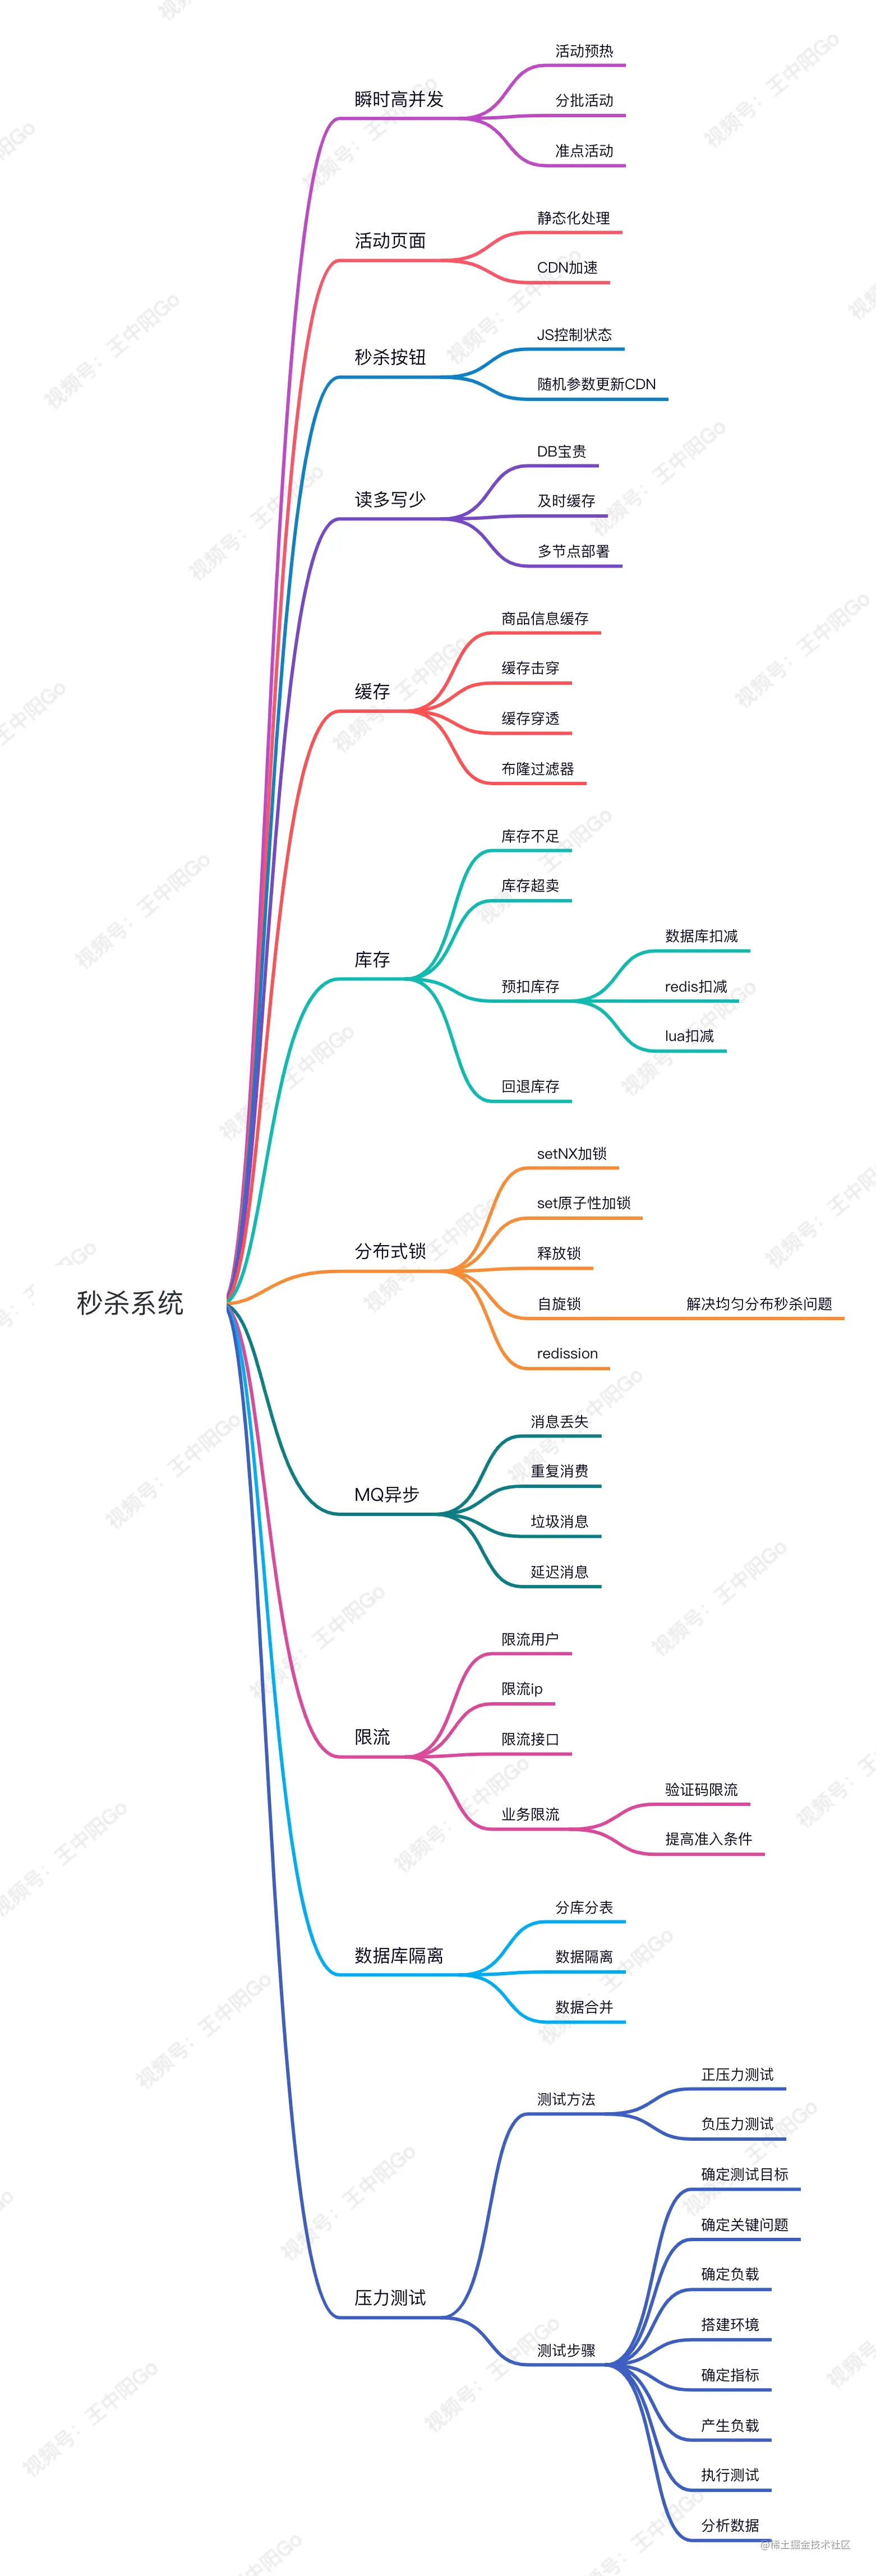 秒杀系统
瞬时高并发
活动预热
分批活动
准点活动
活动页面
静态化处理
CDN加速
秒杀按钮
JS控制状态
随机参数更新CDN
读多写少
DB宝贵
及时缓存
多节点部署
缓存
商品信息缓存
缓存击穿
缓存穿透
布隆过滤器
库存
库存不足
库存超卖
预扣库存
数据库扣减
redis扣减
lua扣减
回退库存
分布式锁
setNX加锁
set原子性加锁
释放锁
自旋锁
解决均匀分布秒杀问题
redission
MQ异步
消息丢失
重复消费
垃圾消息
延迟消息
限流
限流用户
限流ip
限流接口
业务限流
验证码限流
提高准入条件
数据库隔离
分库分表
数据隔离
数据合并
压力测试
测试方法
正压力测试
负压力测试
测试步骤
确定测试目标
确定关键问题
确定负载
搭建环境
确定指标
产生负载
执行测试
分析数据
视频号：王中阳Go
@稀土掘金技术社区